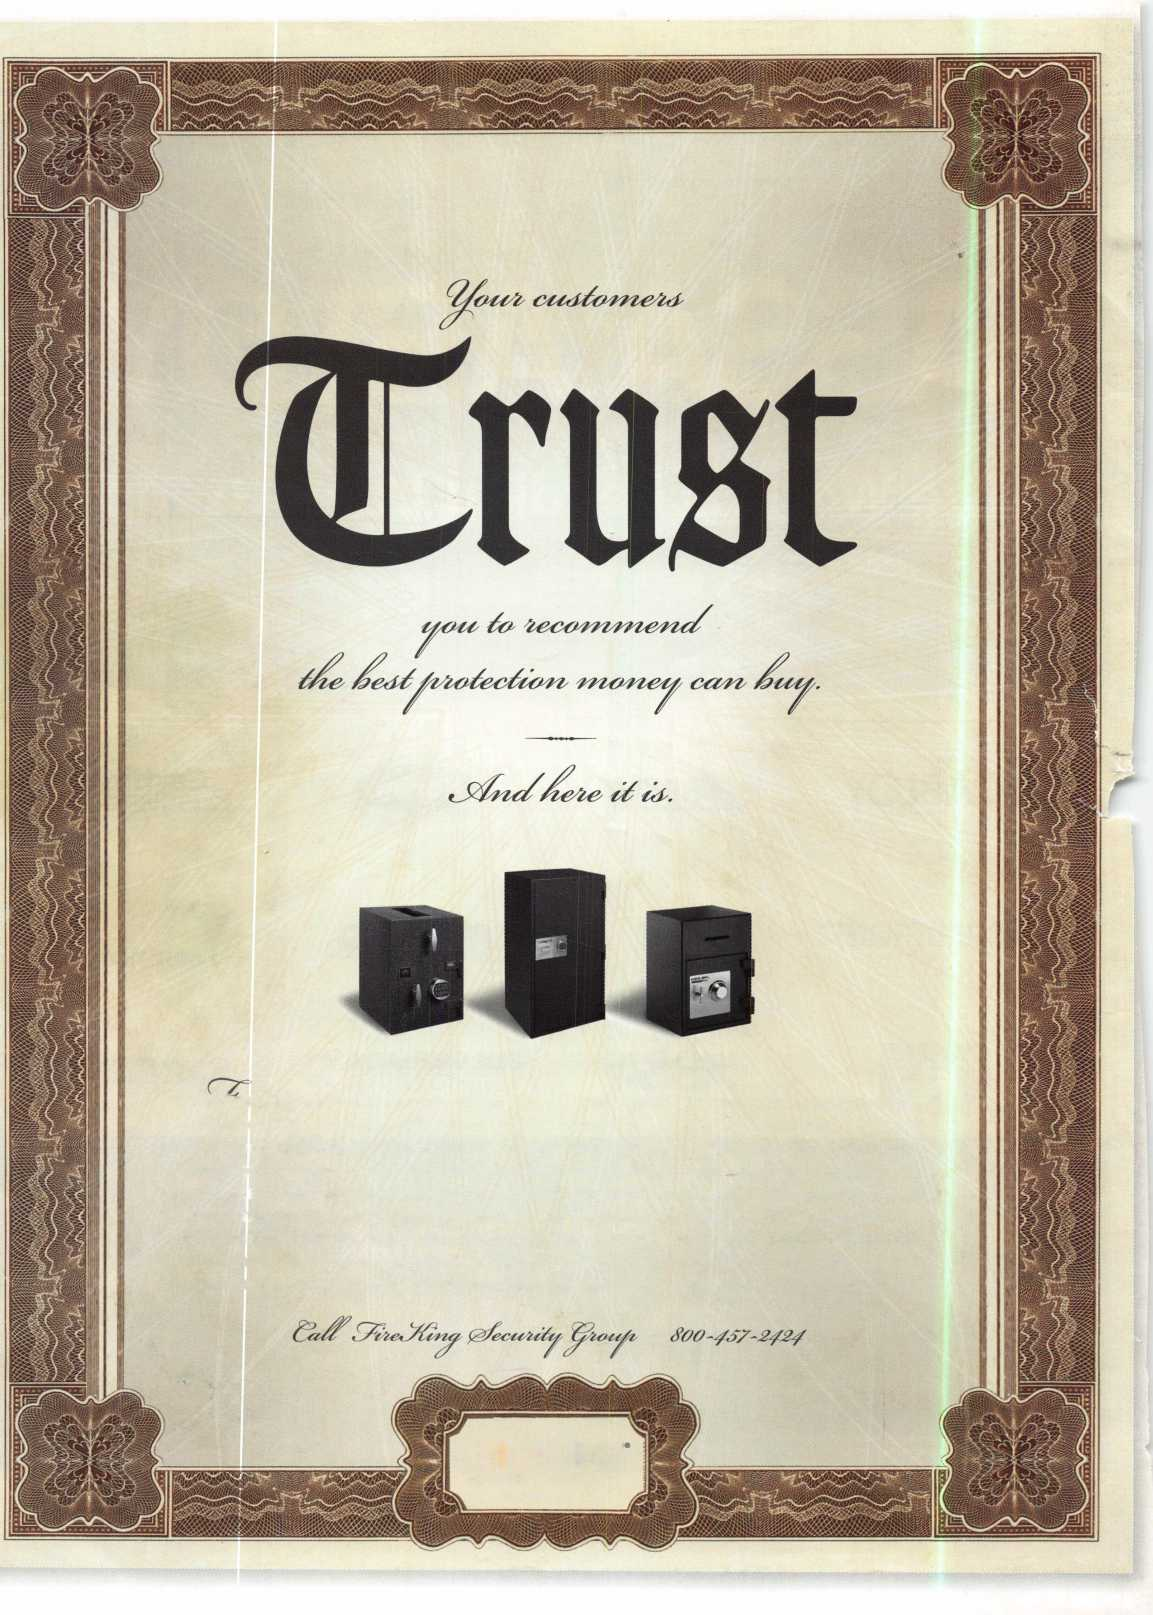 Your customers
Trust
you to recommend
the best protection money can buy.
And here it is.
Call FireKing Security Group 800-457-2424